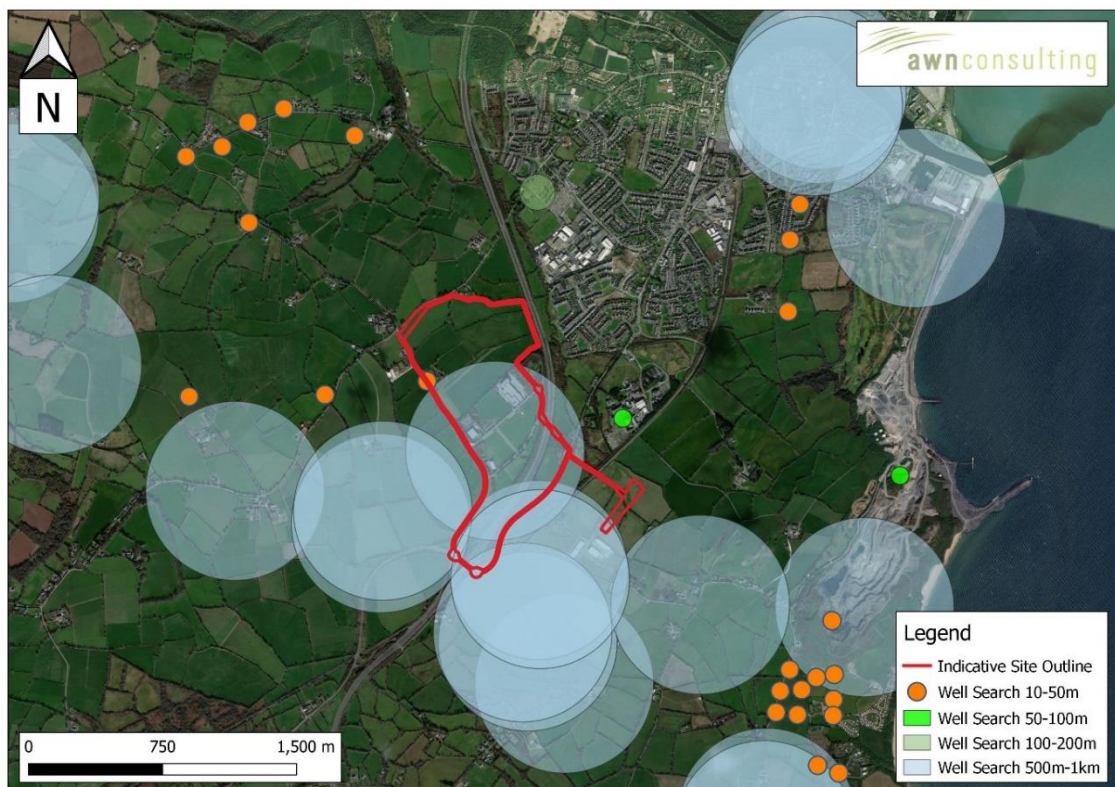 N
awnconsulting
Legend
Indicative Site Outline
Well Search 10-50m
Well Search 50-100m
Well Search 100-200m
Well Search 500m-1km
0 750 1,500 m